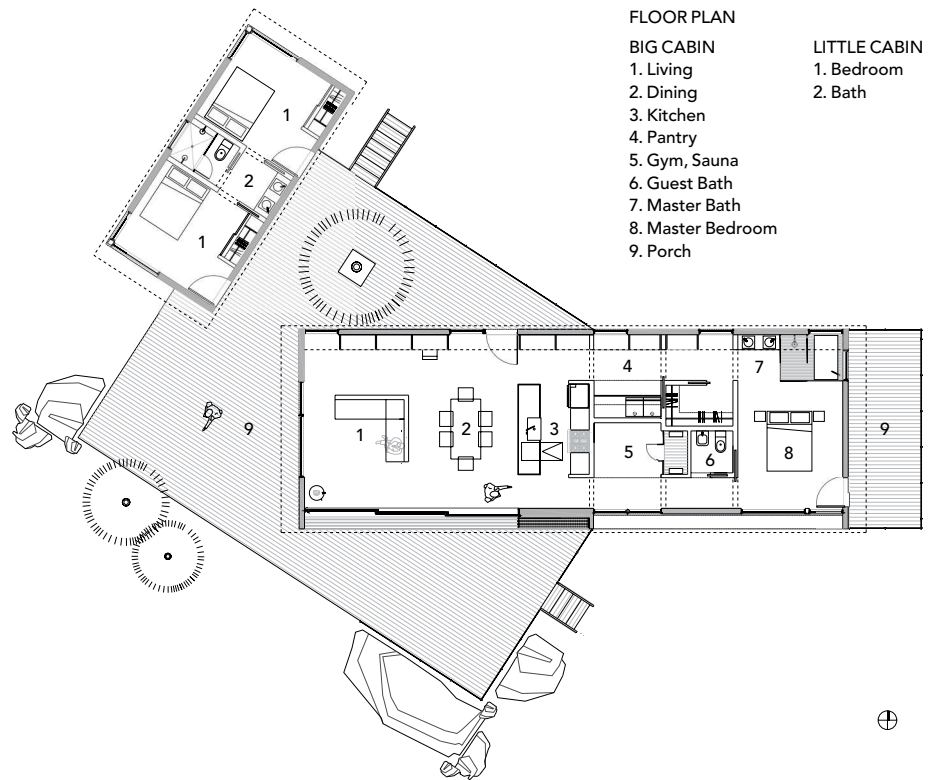 FLOOR PLAN
BIG CABIN
1. Living
2. Dining
3. Kitchen
4. Pantry
5. Gym, Sauna
6. Guest Bath
7. Master Bath
8. Master Bedroom
9. Porch
LITTLE CABIN
1. Bedroom
2. Bath
1
2
1
4
7
9
1
2
3
5
6
8
9